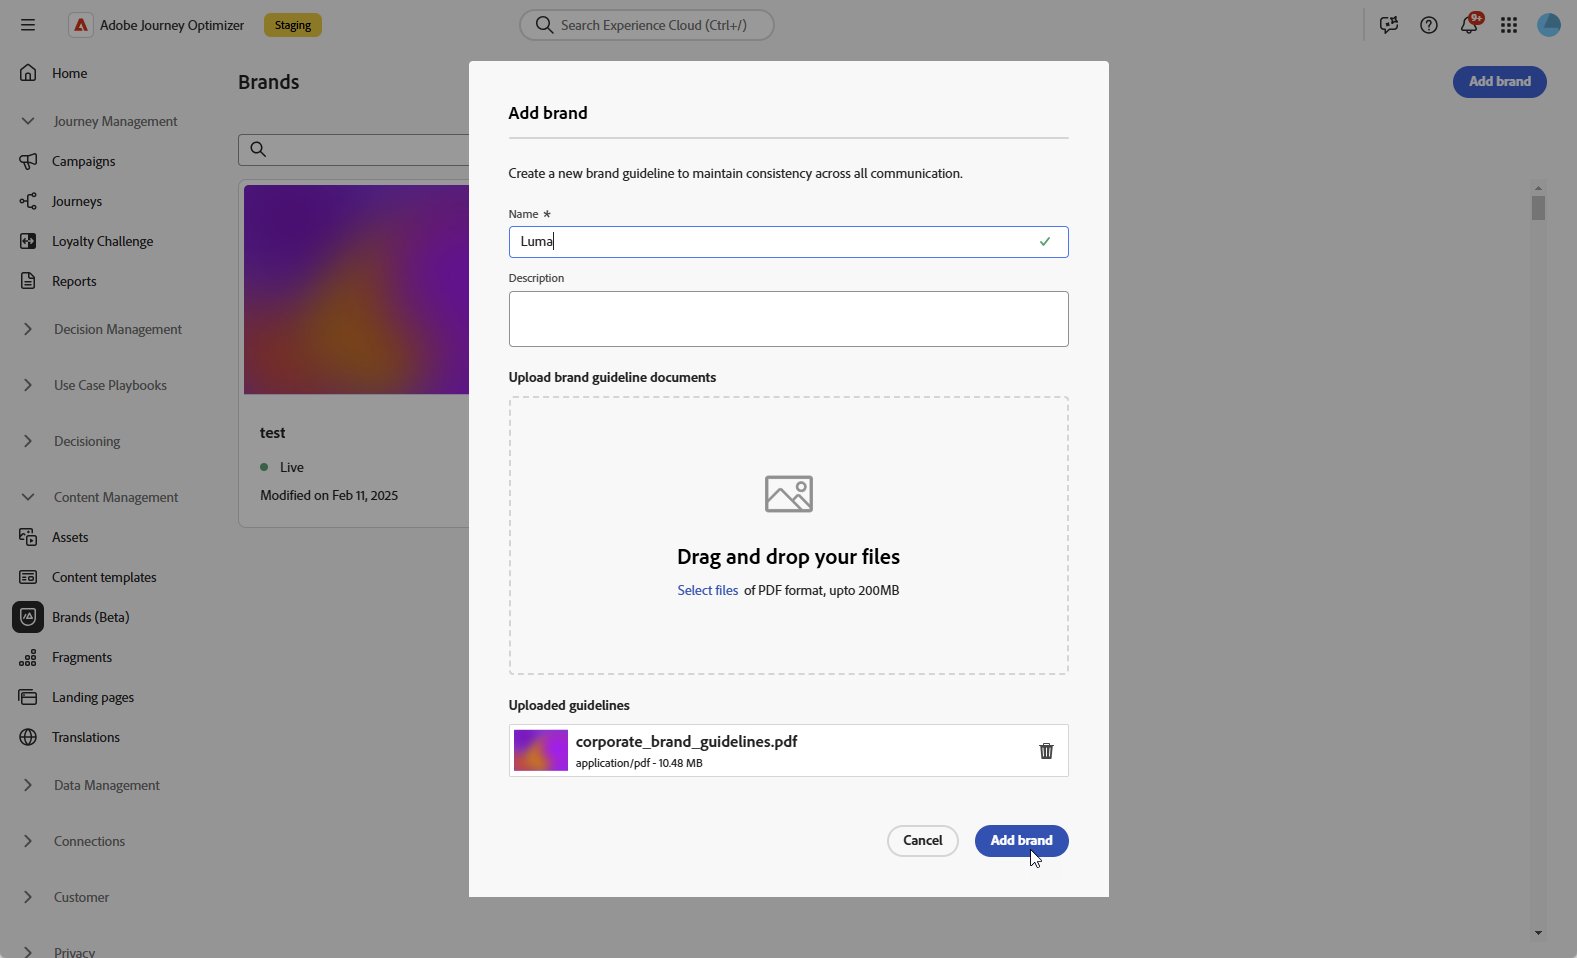 Adobe Journey Optimizer
Staging
Search Experience Cloud (Ctrl+/)
9+
Home
Journey Management
Campaigns
Journeys
Loyalty Challenge
Reports
Decision Management
Use Case Playbooks
Decisioning
Content Management
Assets
Content templates
Brands (Beta)
Fragments
Landing pages
Translations
Data Management
Connections
Customer
Privacy
Brands
Add brand
test
Live
Modified on Feb 11, 2025
Add brand
Create a new brand guideline to maintain consistency across all communication.
Name *
Luma
Description
Upload brand guideline documents
Drag and drop your files
Select files of PDF format, upto 200MB
Uploaded guidelines
corporate_brand_guidelines.pdf
application/pdf - 10.48 MB
Cancel
Add brand